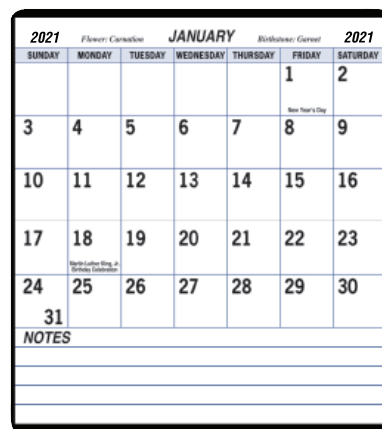 2021 Flower: Carnation JANUARY Birthstone: Garnet 2021
SUNDAY MONDAY TUESDAY WEDNESDAY THURSDAY FRIDAY SATURDAY
1 2
New Year's Day
3 4 5 6 7 8 9
10 11 12 13 14 15 16
17 18 19 20 21 22 23
Martin Luther King, Jr.
Birthday Celebration
24 25 26 27 28 29 30
31
NOTES